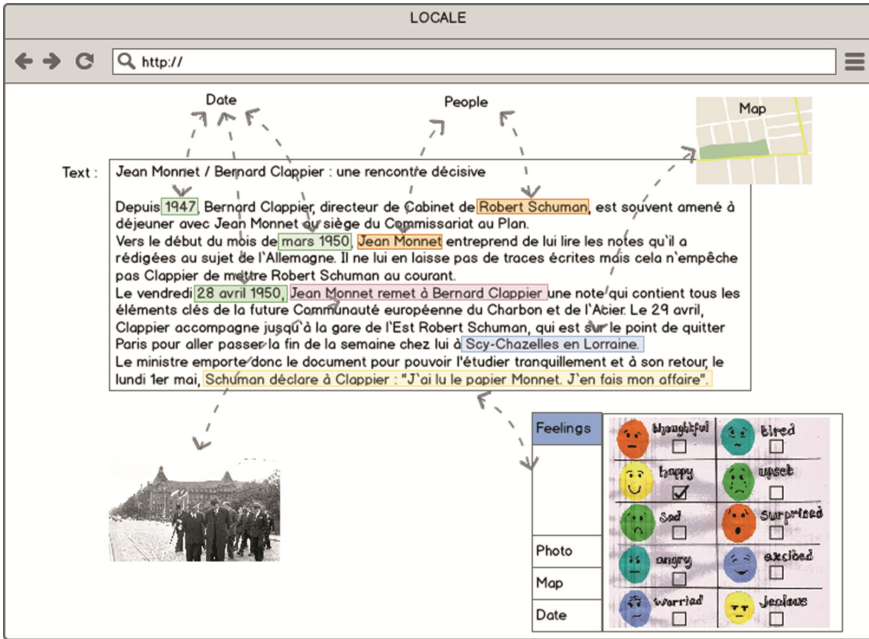 LOCALE
http://
Date
People
Map
Text :
Jean Monnet / Bernard Clappier : une rencontre décisive
Depuis 1947, Bernard Clappier, directeur de Cabinet de Robert Schuman, est souvent amené à
déjeuner avec Jean Monnet au siège du Commissariat au Plan.
Vers le début du mois de mars 1950, Jean Monnet entreprend de lui lire les notes qu'il a
rédigées au sujet de l'Allemagne. Il ne lui en laisse pas de traces écrites mais cela n'empêche
pas Clappier de mettre Robert Schuman au courant.
Le vendredi 28 avril 1950, Jean Monnet remet à Bernard Clappier une note qui contient tous les
éléments clés de la future Communauté européenne du Charbon et de l'Acier. Le 29 avril,
Clappier accompagne jusqu'à la gare de l'Est Robert Schuman, qui est sur le point de quitter
Paris pour aller passer la fin de la semaine chez lui à Scy-Chazelles en Lorraine.
Le ministre emporte donc le document pour pouvoir l'étudier tranquillement et à son retour, le
lundi 1er mai, Schuman déclare à Clappier : "J'ai lu le papier Monnet. J'en fais mon affaire".
Feelings
Photo
Map
Date
thoughtful
tired
happy
upset
Sad
Surprised
angry
excited
worried
Jealous